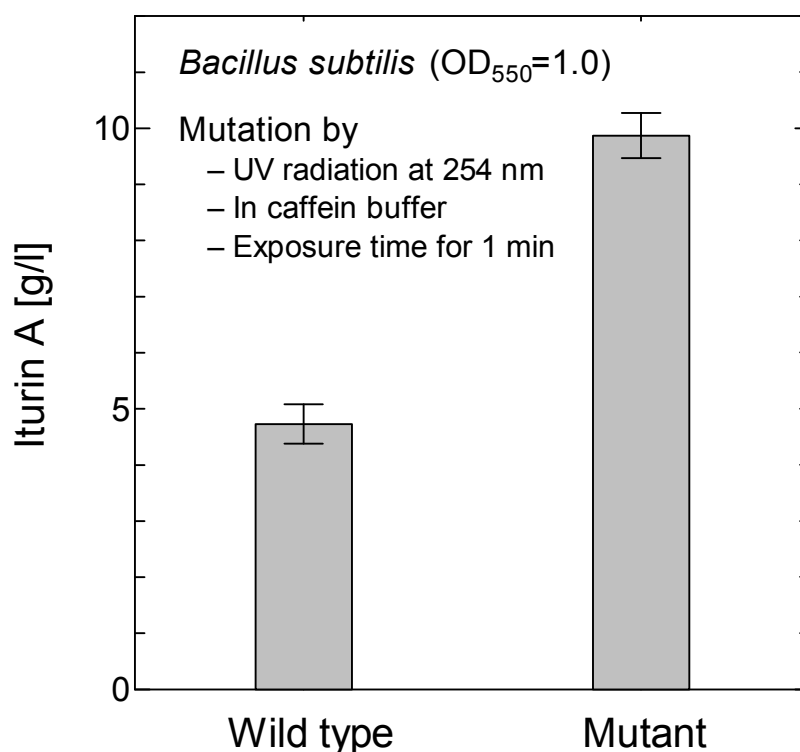 Bacillus subtilis (OD550=1.0)
Mutation by
– UV radiation at 254 nm
– In caffein buffer
– Exposure time for 1 min
Iturin A [g/l]
10
5
0
Wild type
Mutant